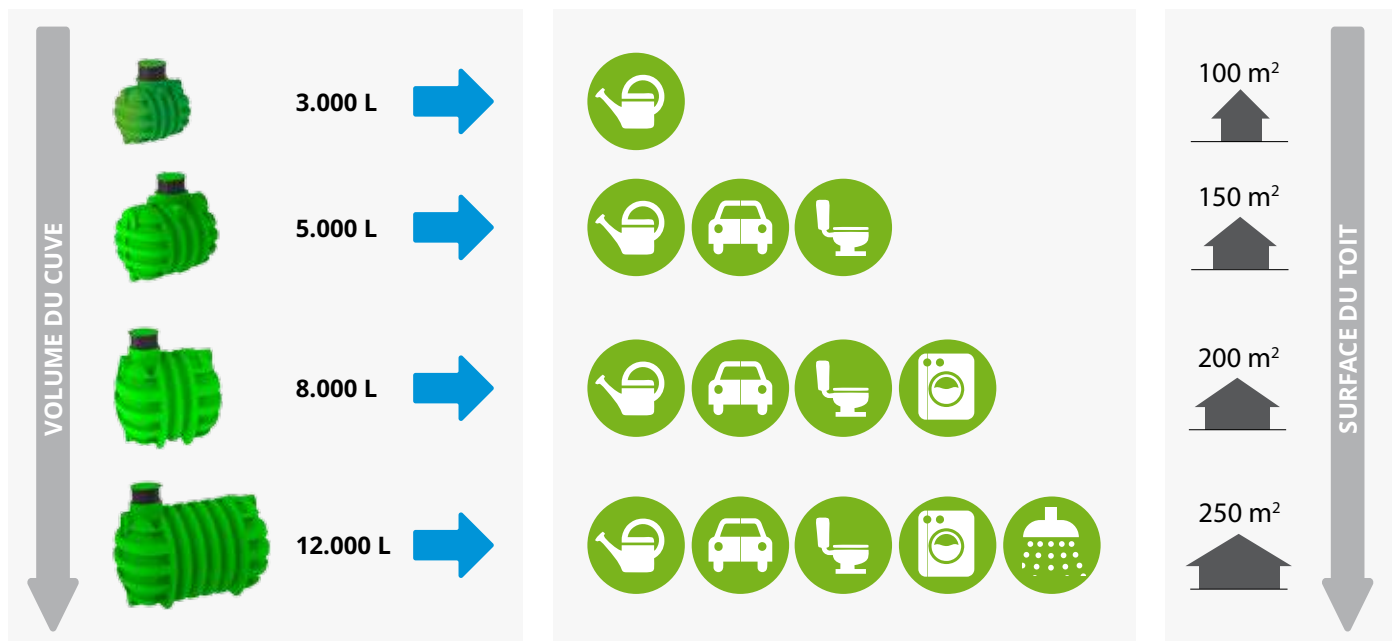 VOLUME DU CUVE
3.000 L
100 m²
5.000 L
150 m²
8.000 L
200 m²
12.000 L
250 m²
SURFACE DU TOIT